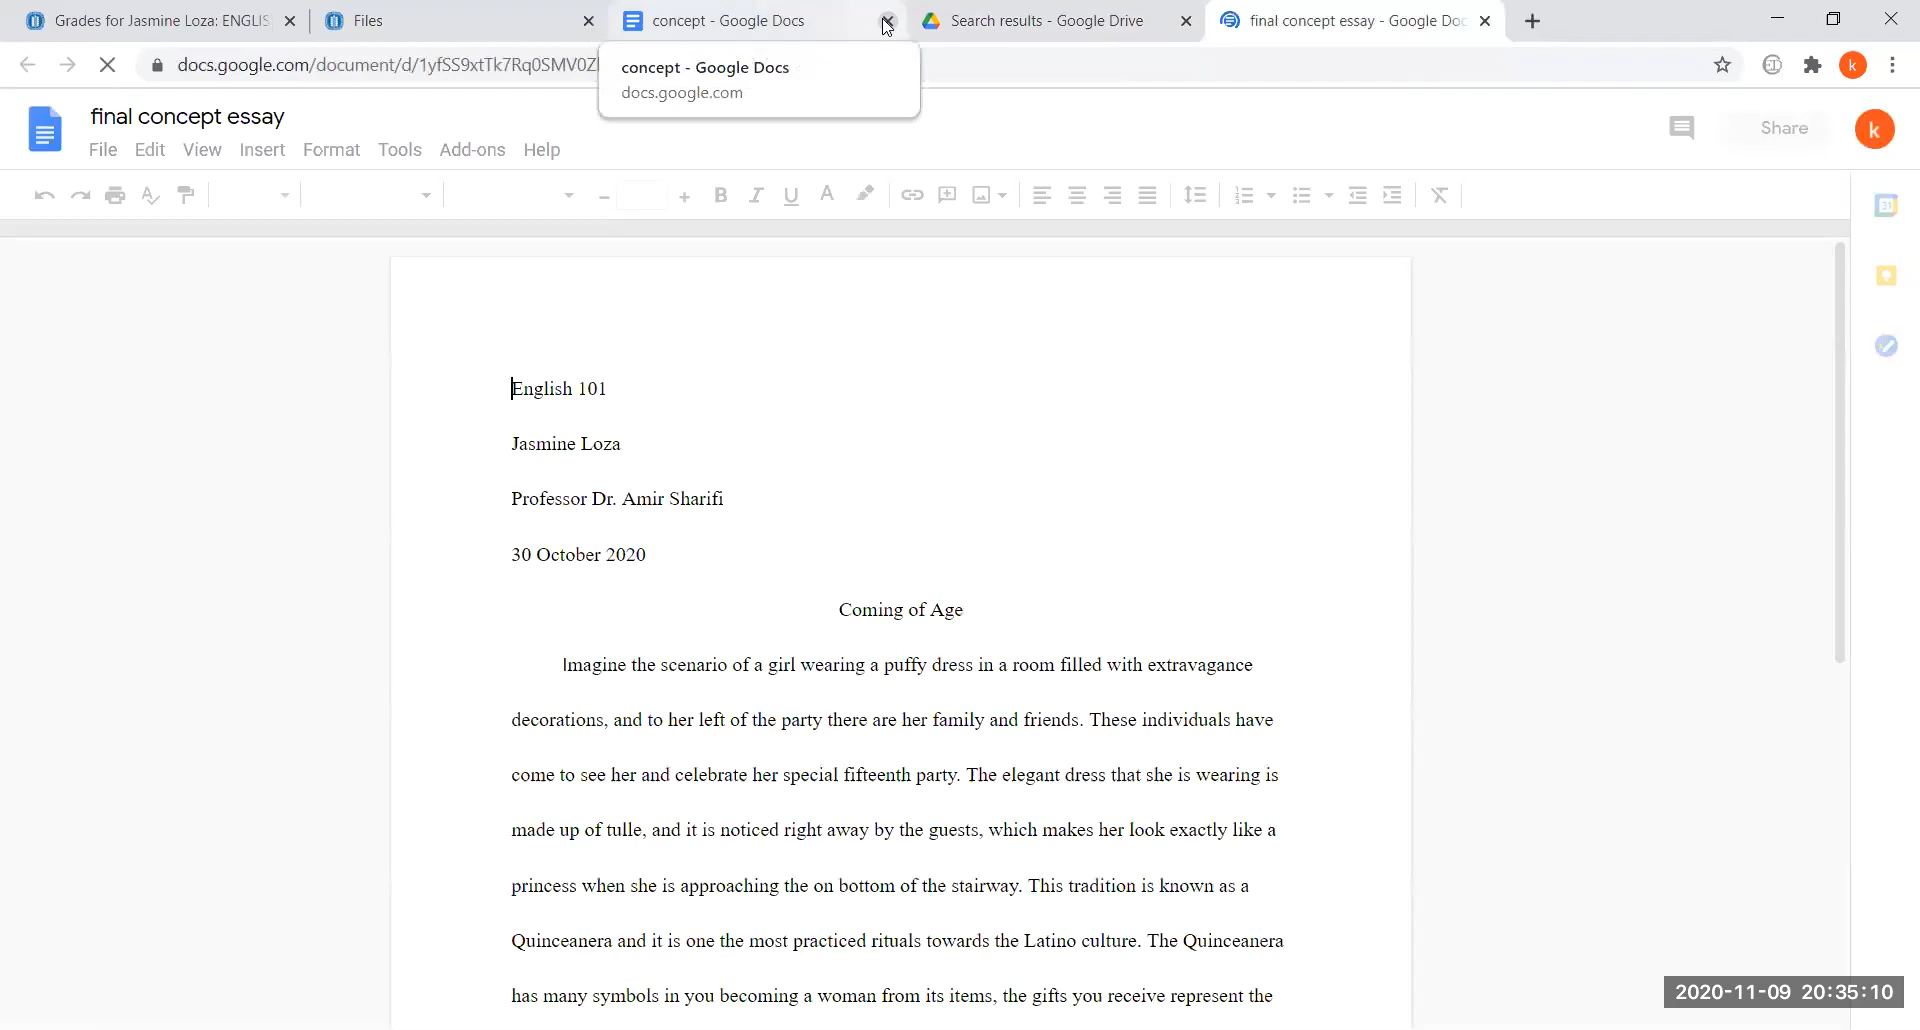 Grades for Jasmine Loza: ENGLIS
Files
concept - Google Docs
Search results - Google Drive
final concept essay - Google Doc
docs.google.com/document/d/1yfSS9xtTk7Rq0SMV0Z
concept - Google Docs
docs.google.com
k
final concept essay
Share
k
File Edit View Insert Format Tools Add-ons Help
31
English 101
Jasmine Loza
Professor Dr. Amir Sharifi
30 October 2020
Coming of Age
Imagine the scenario of a girl wearing a puffy dress in a room filled with extravagance
decorations, and to her left of the party there are her family and friends. These individuals have
come to see her and celebrate her special fifteenth party. The elegant dress that she is wearing is
made up of tulle, and it is noticed right away by the guests, which makes her look exactly like a
princess when she is approaching the on bottom of the stairway. This tradition is known as a
Quinceanera and it is one the most practiced rituals towards the Latino culture. The Quinceanera
has many symbols in you becoming a woman from its items, the gifts you receive represent the
2020-11-09 20:35:10